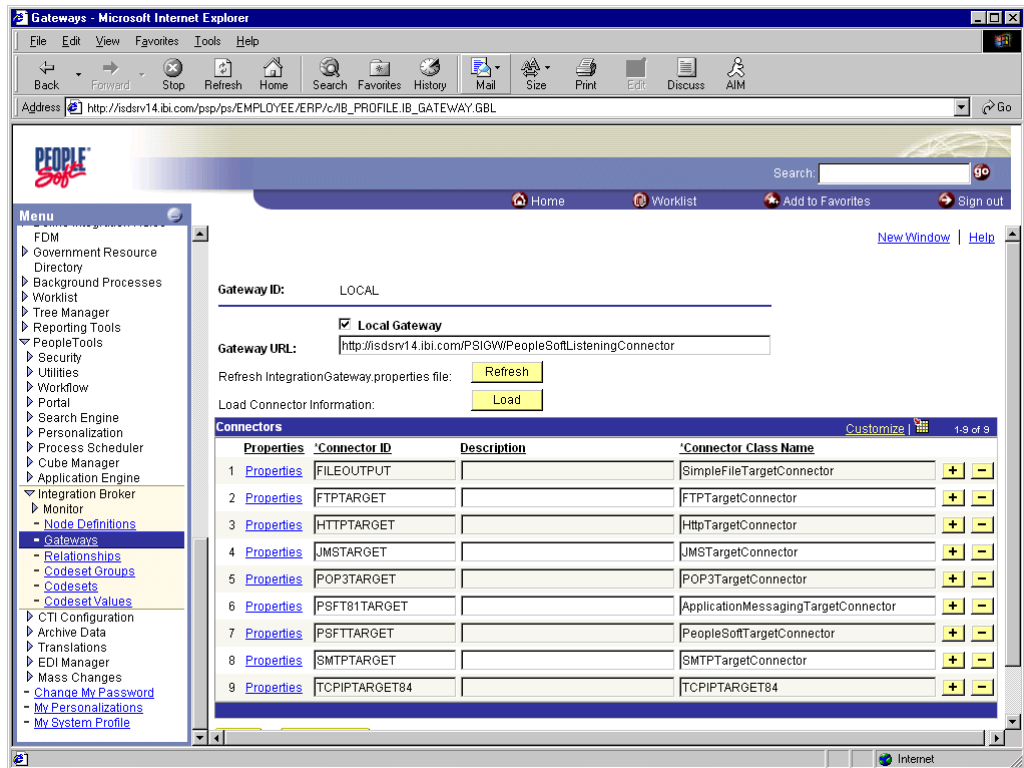 Gateways - Microsoft Internet Explorer
File Edit View Favorites Tools Help
Back Forward Stop Refresh Home Search Favorites History Mail Size Print Edit Discuss AIM
Address http://isdsrv14.ibi.com/psp/ps/EMPLOYEE/ERP/c/IB_PROFILE.IB_GATEWAY.GBL Go
PEOPLE
Soft
Search: go
Home Worklist Add to Favorites Sign out
Menu
FDM
Government Resource
Directory
Background Processes
Worklist
Tree Manager
Reporting Tools
PeopleTools
Security
Utilities
Workflow
Portal
Search Engine
Personalization
Process Scheduler
Cube Manager
Application Engine
Integration Broker
Monitor
Node Definitions
Gateways
Relationships
Codeset Groups
Codesets
Codeset Values
CTI Configuration
Archive Data
Translations
EDI Manager
Mass Changes
Change My Password
My Personalizations
My System Profile
New Window | Help
Gateway ID: LOCAL
Local Gateway
Gateway URL: http://isdsrv14.ibi.com/PSIGW/PeopleSoftListeningConnector
Refresh IntegrationGateway.properties file: Refresh
Load Connector Information: Load
Connectors Customize | 1-9 of 9
Properties *Connector ID Description *Connector Class Name
1 Properties FILEOUTPUT SimpleFileTargetConnector + -
2 Properties FTPTARGET FTPTargetConnector + -
3 Properties HTTPTARGET HttpTargetConnector + -
4 Properties JMSTARGET JMSTargetConnector + -
5 Properties POP3TARGET POP3TargetConnector + -
6 Properties PSFT81TARGET ApplicationMessagingTargetConnector + -
7 Properties PSFTTARGET PeopleSoftTargetConnector + -
8 Properties SMTPTARGET SMTPTargetConnector + -
9 Properties TCPIPTARGET84 TCPIPTARGET84 + -
Internet